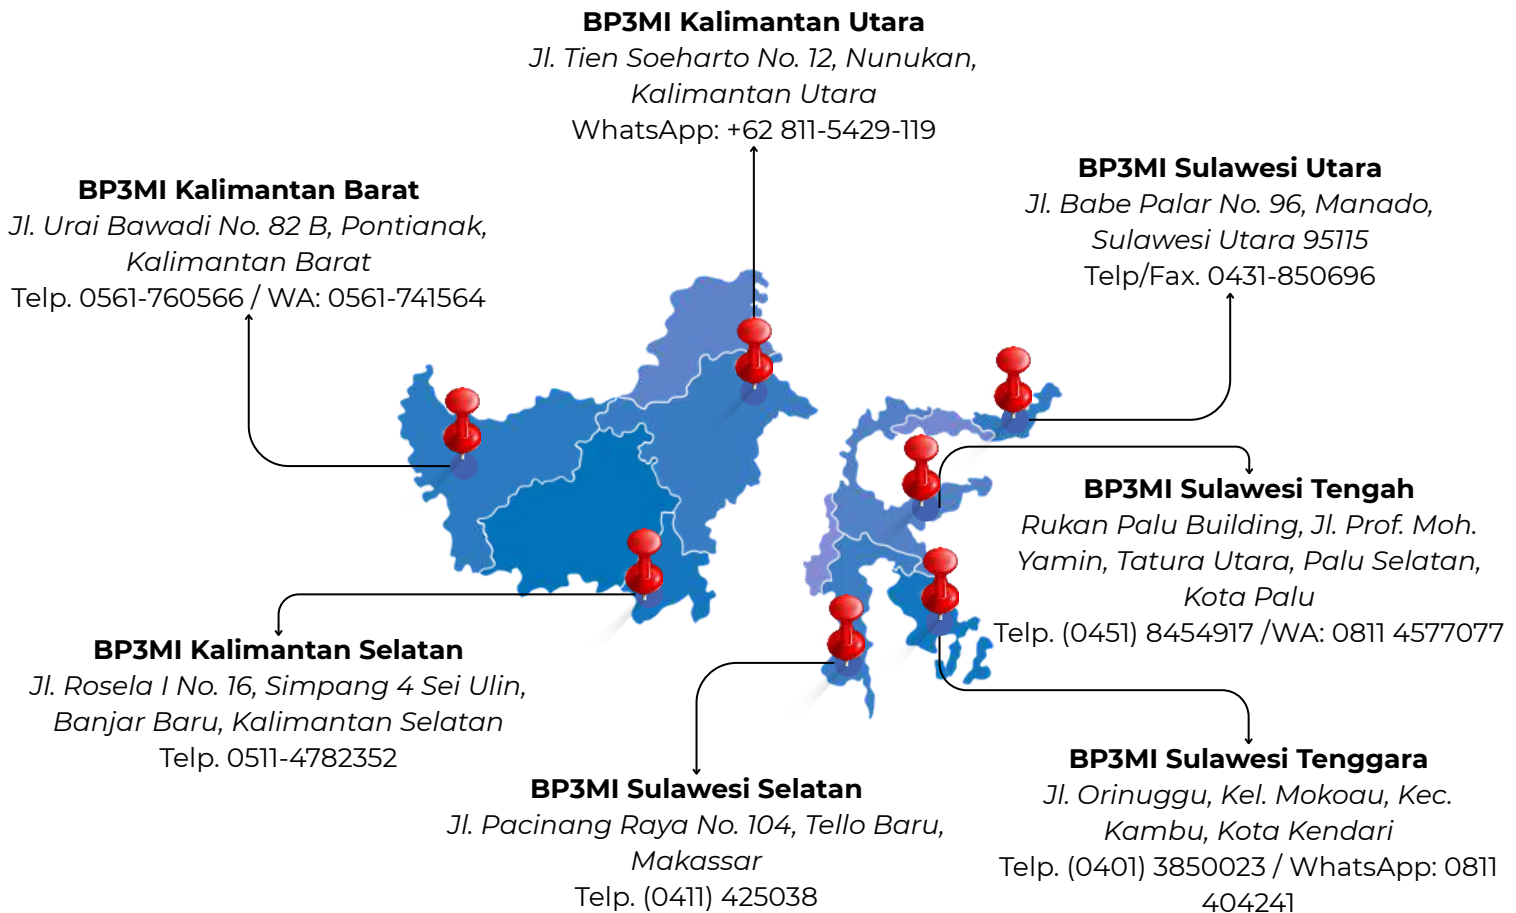 BP3MI Kalimantan Utara
Jl. Tien Soeharto No. 12, Nunukan,
Kalimantan Utara
WhatsApp: +62 811-5429-119
BP3MI Kalimantan Barat
Jl. Urai Bawadi No. 82 B, Pontianak,
Kalimantan Barat
Telp. 0561-760566 / WA: 0561-741564
BP3MI Sulawesi Utara
Jl. Babe Palar No. 96, Manado,
Sulawesi Utara 95115
Telp/Fax. 0431-850696
BP3MI Sulawesi Tengah
Rukan Palu Building, Jl. Prof. Moh.
Yamin, Tatura Utara, Palu Selatan,
Kota Palu
Telp. (0451) 8454917 /WA: 0811 4577077
BP3MI Kalimantan Selatan
Jl. Rosela I No. 16, Simpang 4 Sei Ulin,
Banjar Baru, Kalimantan Selatan
Telp. 0511-4782352
BP3MI Sulawesi Selatan
Jl. Pacinang Raya No. 104, Tello Baru,
Makassar
Telp. (0411) 425038
BP3MI Sulawesi Tenggara
Jl. Orinuggu, Kel. Mokoau, Kec.
Kambu, Kota Kendari
Telp. (0401) 3850023 / WhatsApp: 0811
404241